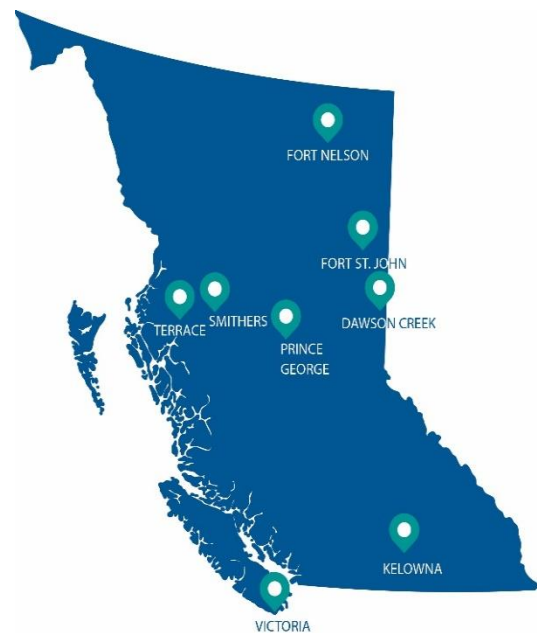 FORT NELSON
FORT ST. JOHN
TERRACE
SMITHERS
DAWSON CREEK
PRINCE
GEORGE
KELOWNA
VICTORIA